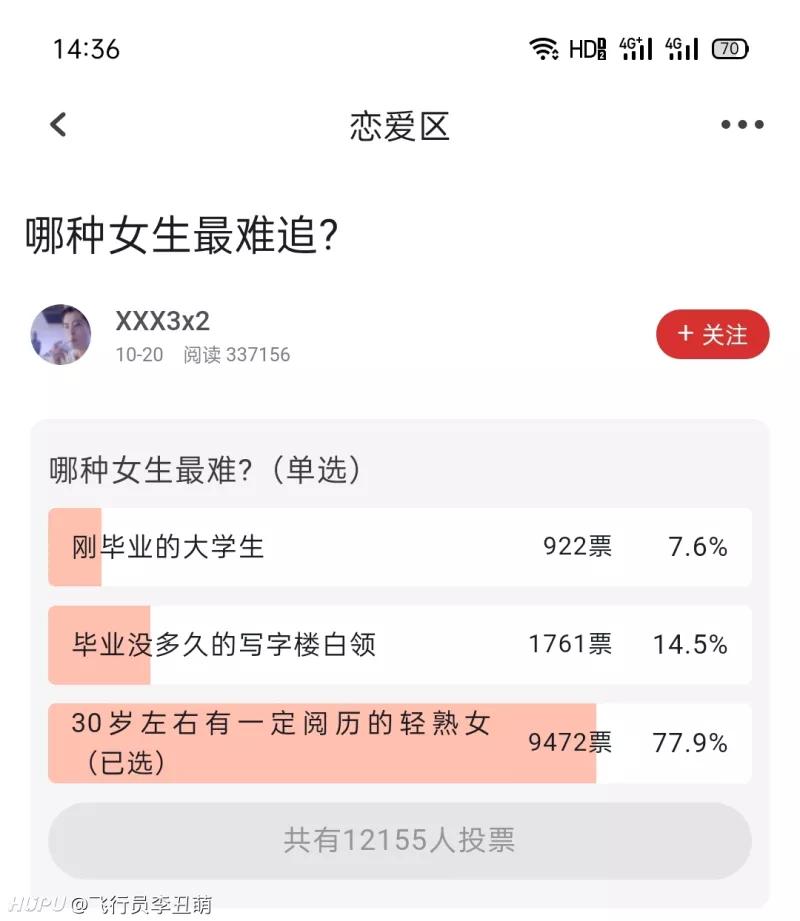 14:36
HD 4G+ 4G 70
恋爱区
哪种女生最难追?
XXX3x2
10-20 阅读 337156
+ 关注
哪种女生最难?（单选）
刚毕业的大学生 922票 7.6%
毕业没多久的写字楼白领 1761票 14.5%
30岁左右有一定阅历的轻熟女
（已选） 9472票 77.9%
共有12155人投票
HUPU @飞行员李丑萌